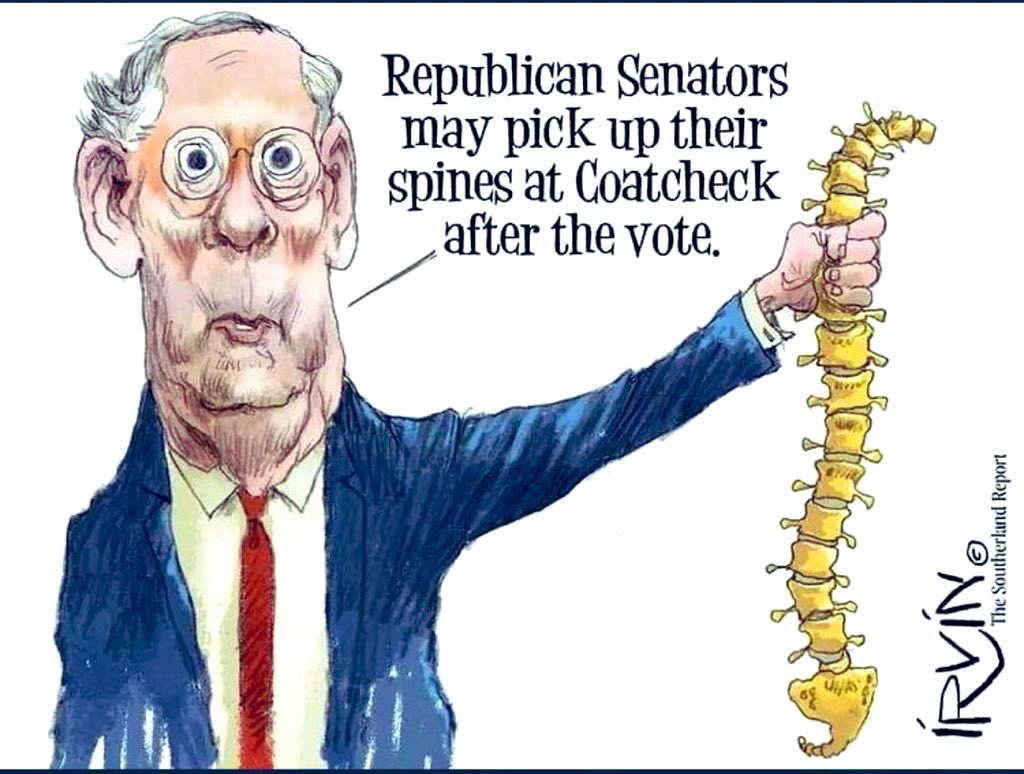 Republican Senators
may pick up their
spines at Coatcheck
after the vote.
IRVIN ©
The Southerland Report